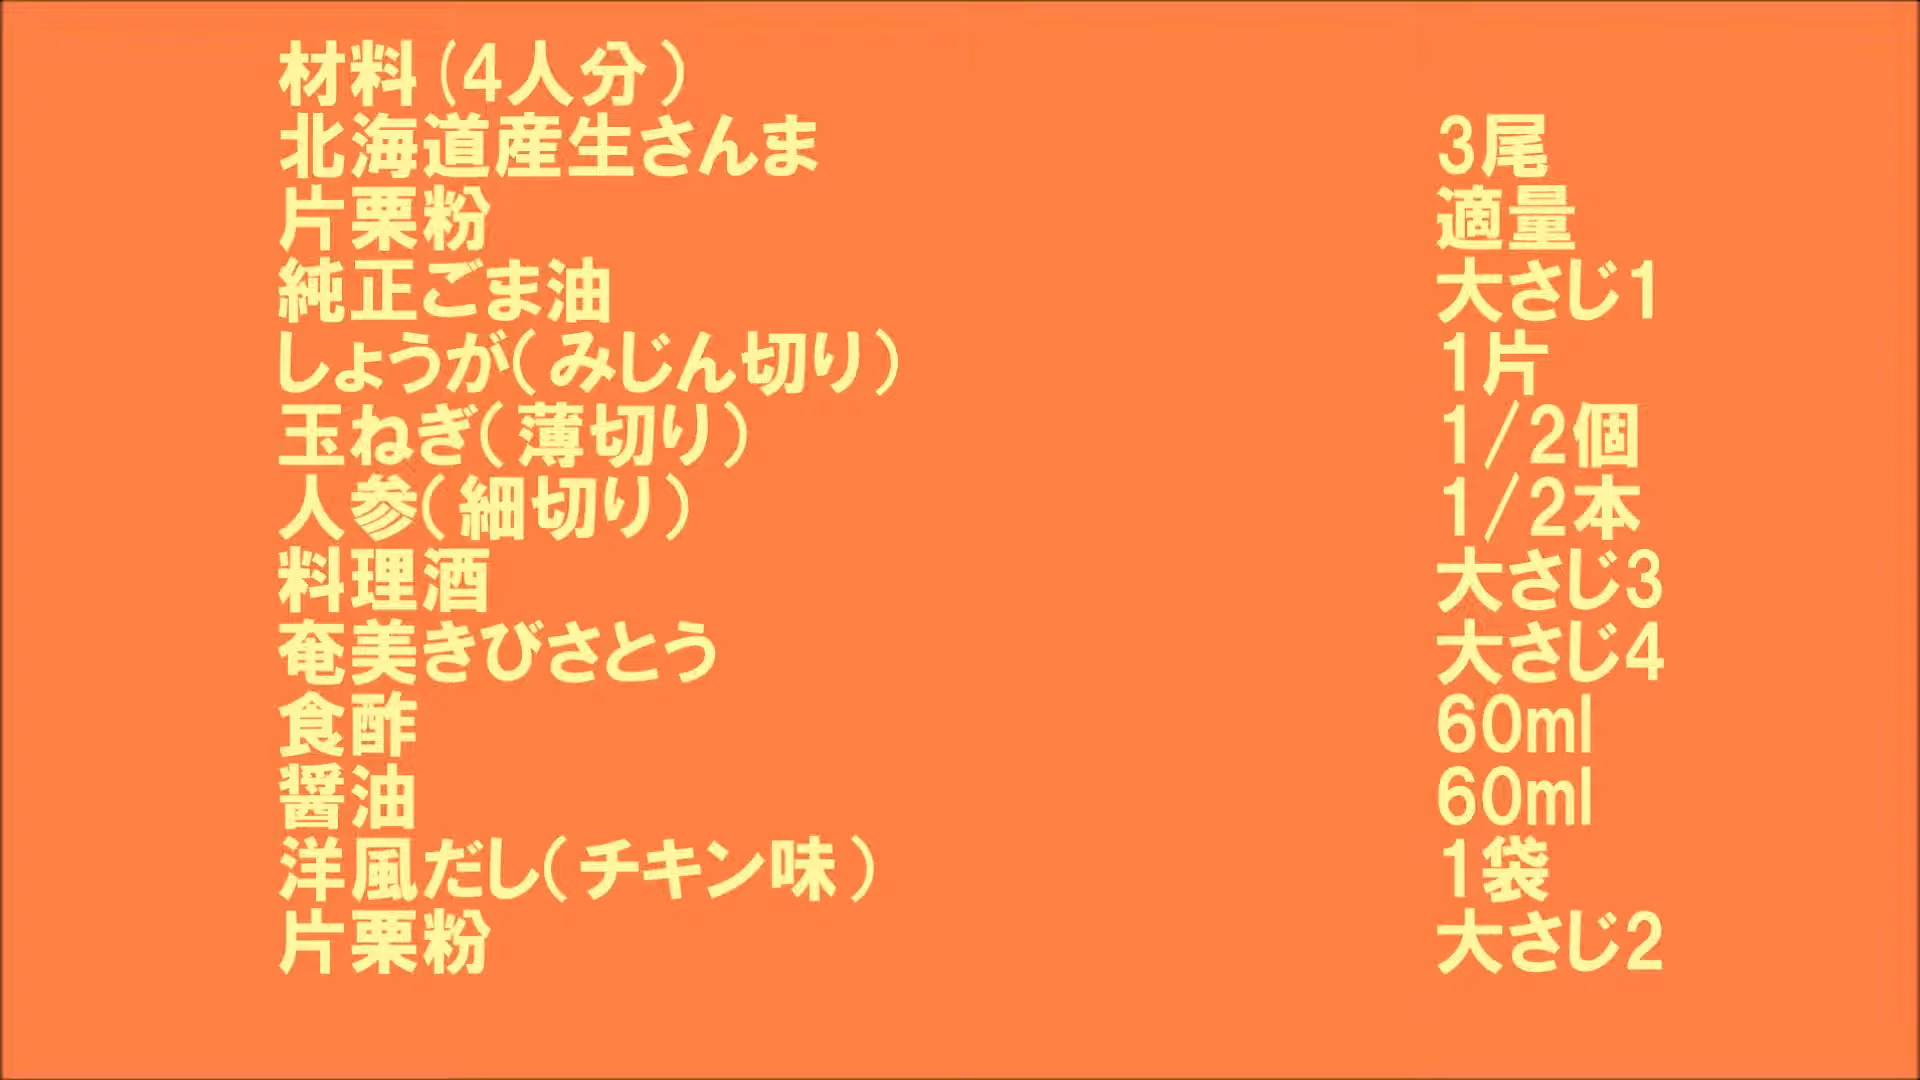 材料(4人分)
北海道産生さんま 3尾
片栗粉 適量
純正ごま油 大さじ1
しょうが(みじん切り) 1片
玉ねぎ(薄切り) 1/2個
人参(細切り) 1/2本
料理酒 大さじ3
奄美きびさとう 大さじ4
食酢 60ml
醤油 60ml
洋風だし(チキン味) 1袋
片栗粉 大さじ2